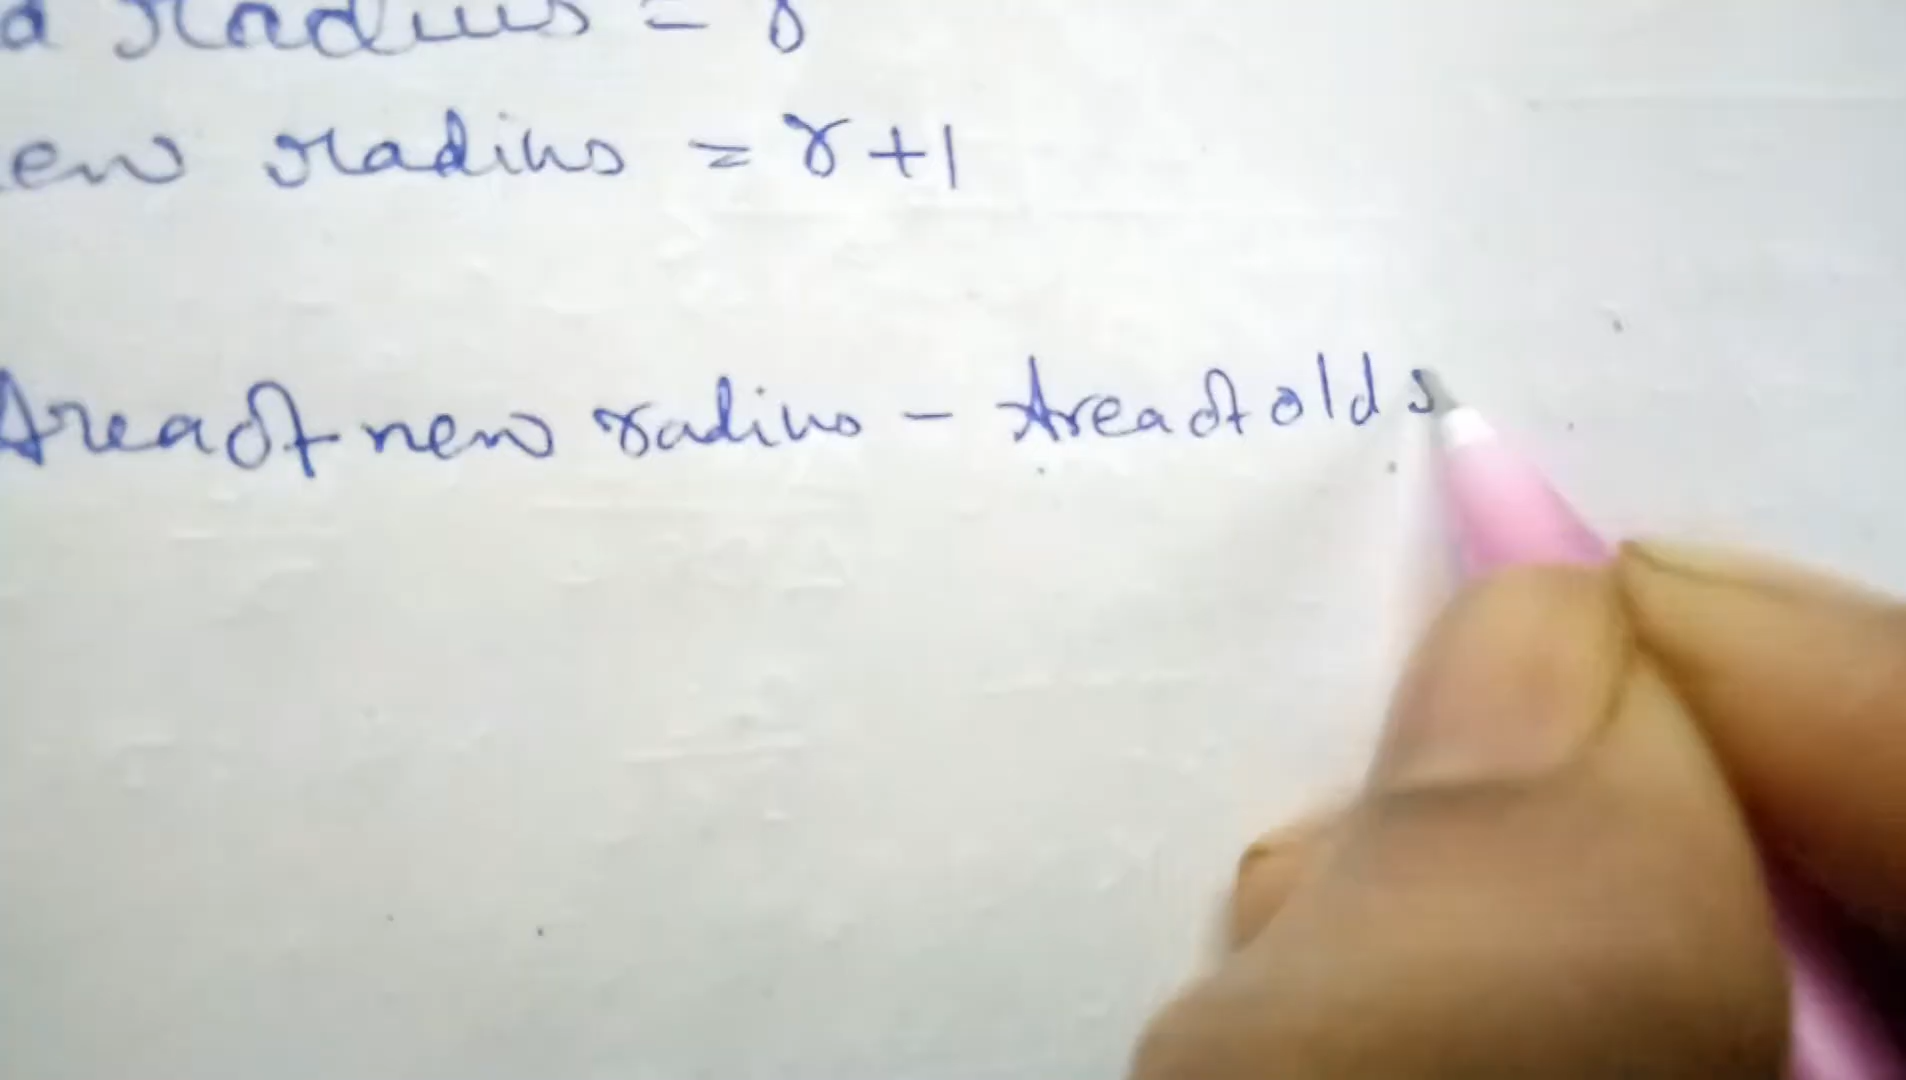 radius = r
new radius = r+1
Area of new radius - Area of old